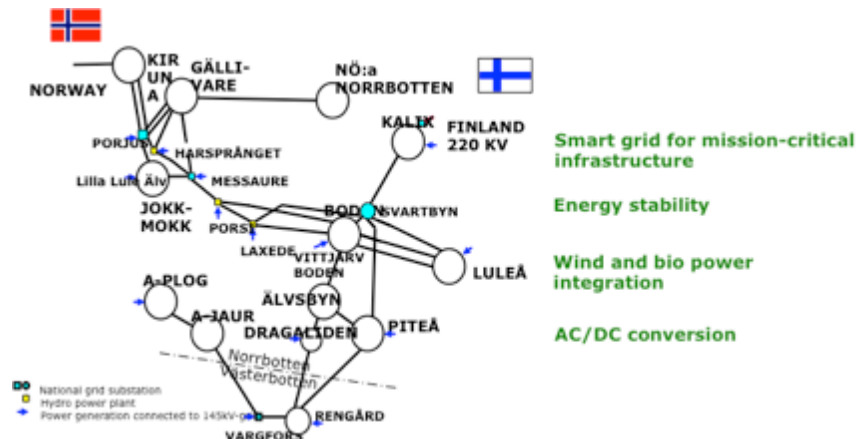 KIR
UN
A
GÄLLI-
VARE
NÖ:a
NORRBOTTEN
NORWAY
KALIX
FINLAND
220 KV
PORJUS
HARSPRÅNGET
Lilla Lule Älv
MESSAURE
JOKK-
MOKK
PORSI
BODEN
SVARTBYN
LAXEDE
VITTJÄRV
BODEN
LULEÅ
A-PLOG
ÄLVSBYN
A-JAUR
DRAGALIDEN
PITEÅ
Norrbotten
Västerbotten
RENGÅRD
VARGFORS
National grid substation
Hydro power plant
Power generation connected to 145kV-g
Smart grid for mission-critical
infrastructure
Energy stability
Wind and bio power
integration
AC/DC conversion